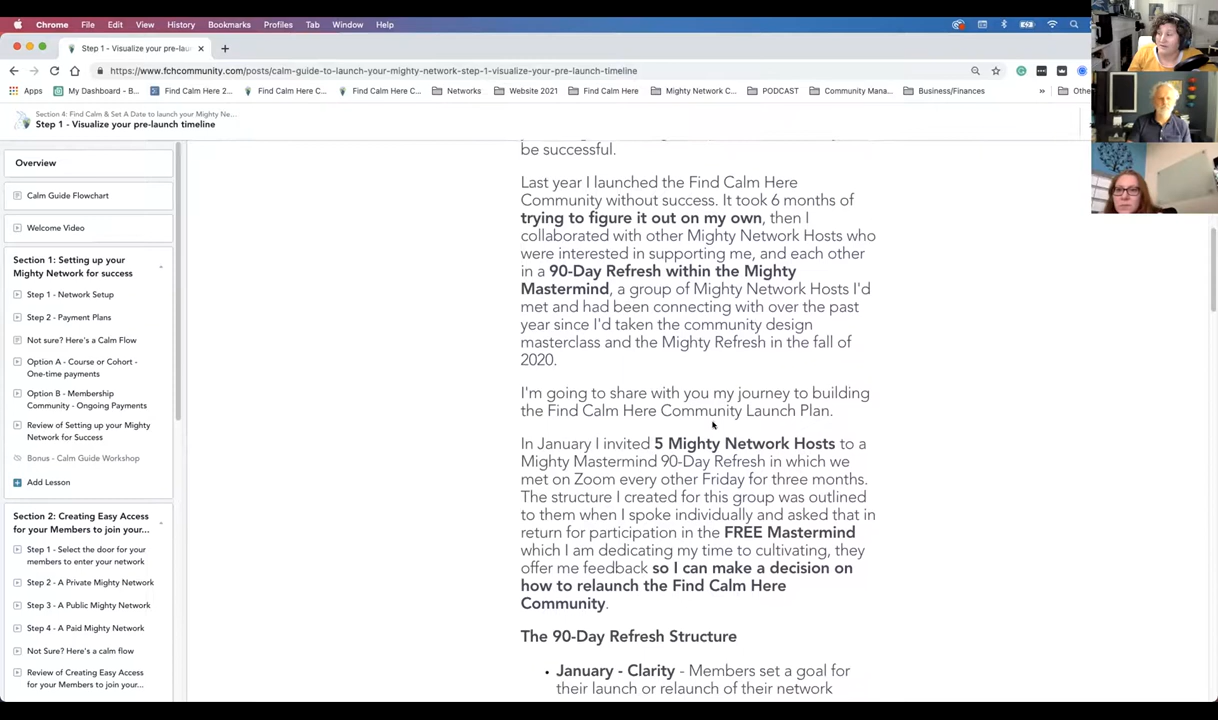 Chrome File Edit View History Bookmarks Profiles Tab Window Help
Step 1 - Visualize your pre-laun
https://www.fchcommunity.com/posts/calm-guide-to-launch-your-mighty-network-step-1-visualize-your-pre-launch-timeline
Apps My Dashboard - B... Find Calm Here 2... Find Calm Here C... Find Calm Here C... Networks Website 2021 Find Calm Here Mighty Network C... PODCAST Community Mana... Business/Finances » Othe
Section 4: Find Calm & Set A Date to launch your Mighty Ne...
Step 1 - Visualize your pre-launch timeline
Overview
Calm Guide Flowchart
Welcome Video
Section 1: Setting up your
Mighty Network for success
Step 1 - Network Setup
Step 2 - Payment Plans
Not sure? Here's a Calm Flow
Option A - Course or Cohort -
One-time payments
Option B - Membership
Community - Ongoing Payments
Review of Setting up your Mighty
Network for Success
Bonus - Calm Guide Workshop
Add Lesson
Section 2: Creating Easy Access
for your Members to join your...
Step 1 - Select the door for your
members to enter your network
Step 2 - A Private Mighty Network
Step 3 - A Public Mighty Network
Step 4 - A Paid Mighty Network
Not Sure? Here's a calm flow
Review of Creating Easy Access
for your Members to join your...
be successful.
Last year I launched the Find Calm Here
Community without success. It took 6 months of
trying to figure it out on my own, then I
collaborated with other Mighty Network Hosts who
were interested in supporting me, and each other
in a 90-Day Refresh within the Mighty
Mastermind, a group of Mighty Network Hosts I'd
met and had been connecting with over the past
year since I'd taken the community design
masterclass and the Mighty Refresh in the fall of
2020.
I'm going to share with you my journey to building
the Find Calm Here Community Launch Plan.
In January I invited 5 Mighty Network Hosts to a
Mighty Mastermind 90-Day Refresh in which we
met on Zoom every other Friday for three months.
The structure I created for this group was outlined
to them when I spoke individually and asked that in
return for participation in the FREE Mastermind
which I am dedicating my time to cultivating, they
offer me feedback so I can make a decision on
how to relaunch the Find Calm Here
Community.
The 90-Day Refresh Structure
• January - Clarity - Members set a goal for
their launch or relaunch of their network